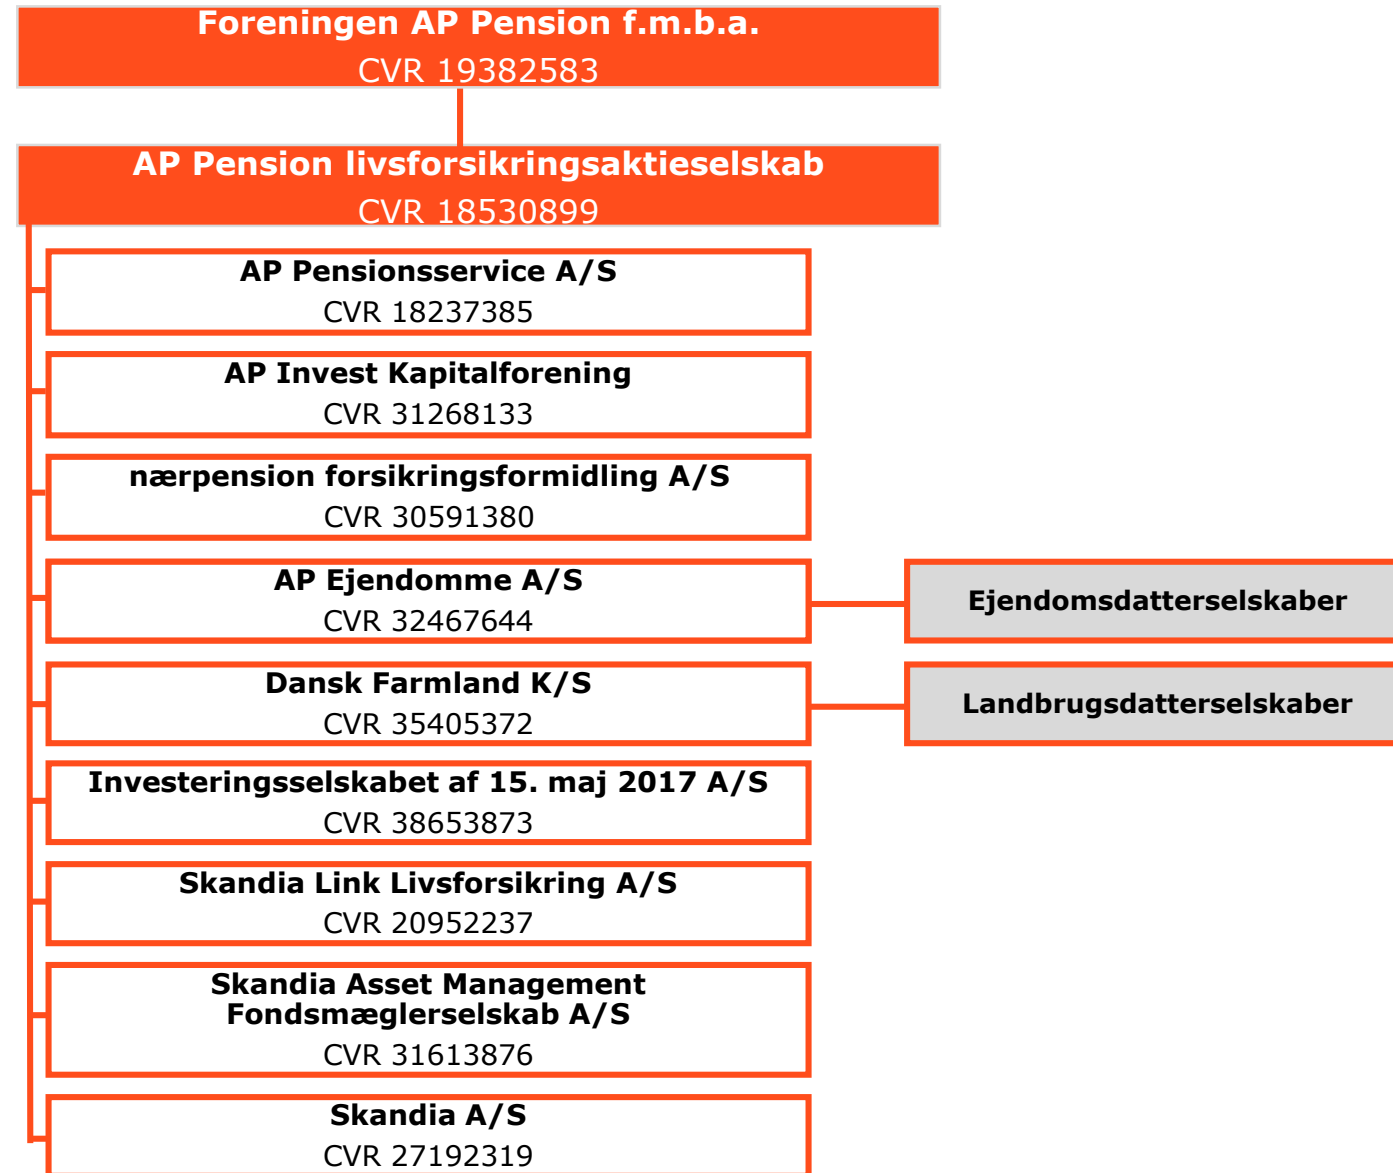 Foreningen AP Pension f.m.b.a.
CVR 19382583
AP Pension livsforsikringsaktieselskab
CVR 18530899
AP Pensionsservice A/S
CVR 18237385
AP Invest Kapitalforening
CVR 31268133
nærpension forsikringsformidling A/S
CVR 30591380
AP Ejendomme A/S
CVR 32467644
Ejendomsdatterselskaber
Dansk Farmland K/S
CVR 35405372
Landbrugsdatterselskaber
Investeringsselskabet af 15. maj 2017 A/S
CVR 38653873
Skandia Link Livsforsikring A/S
CVR 20952237
Skandia Asset Management
Fondsmæglerselskab A/S
CVR 31613876
Skandia A/S
CVR 27192319